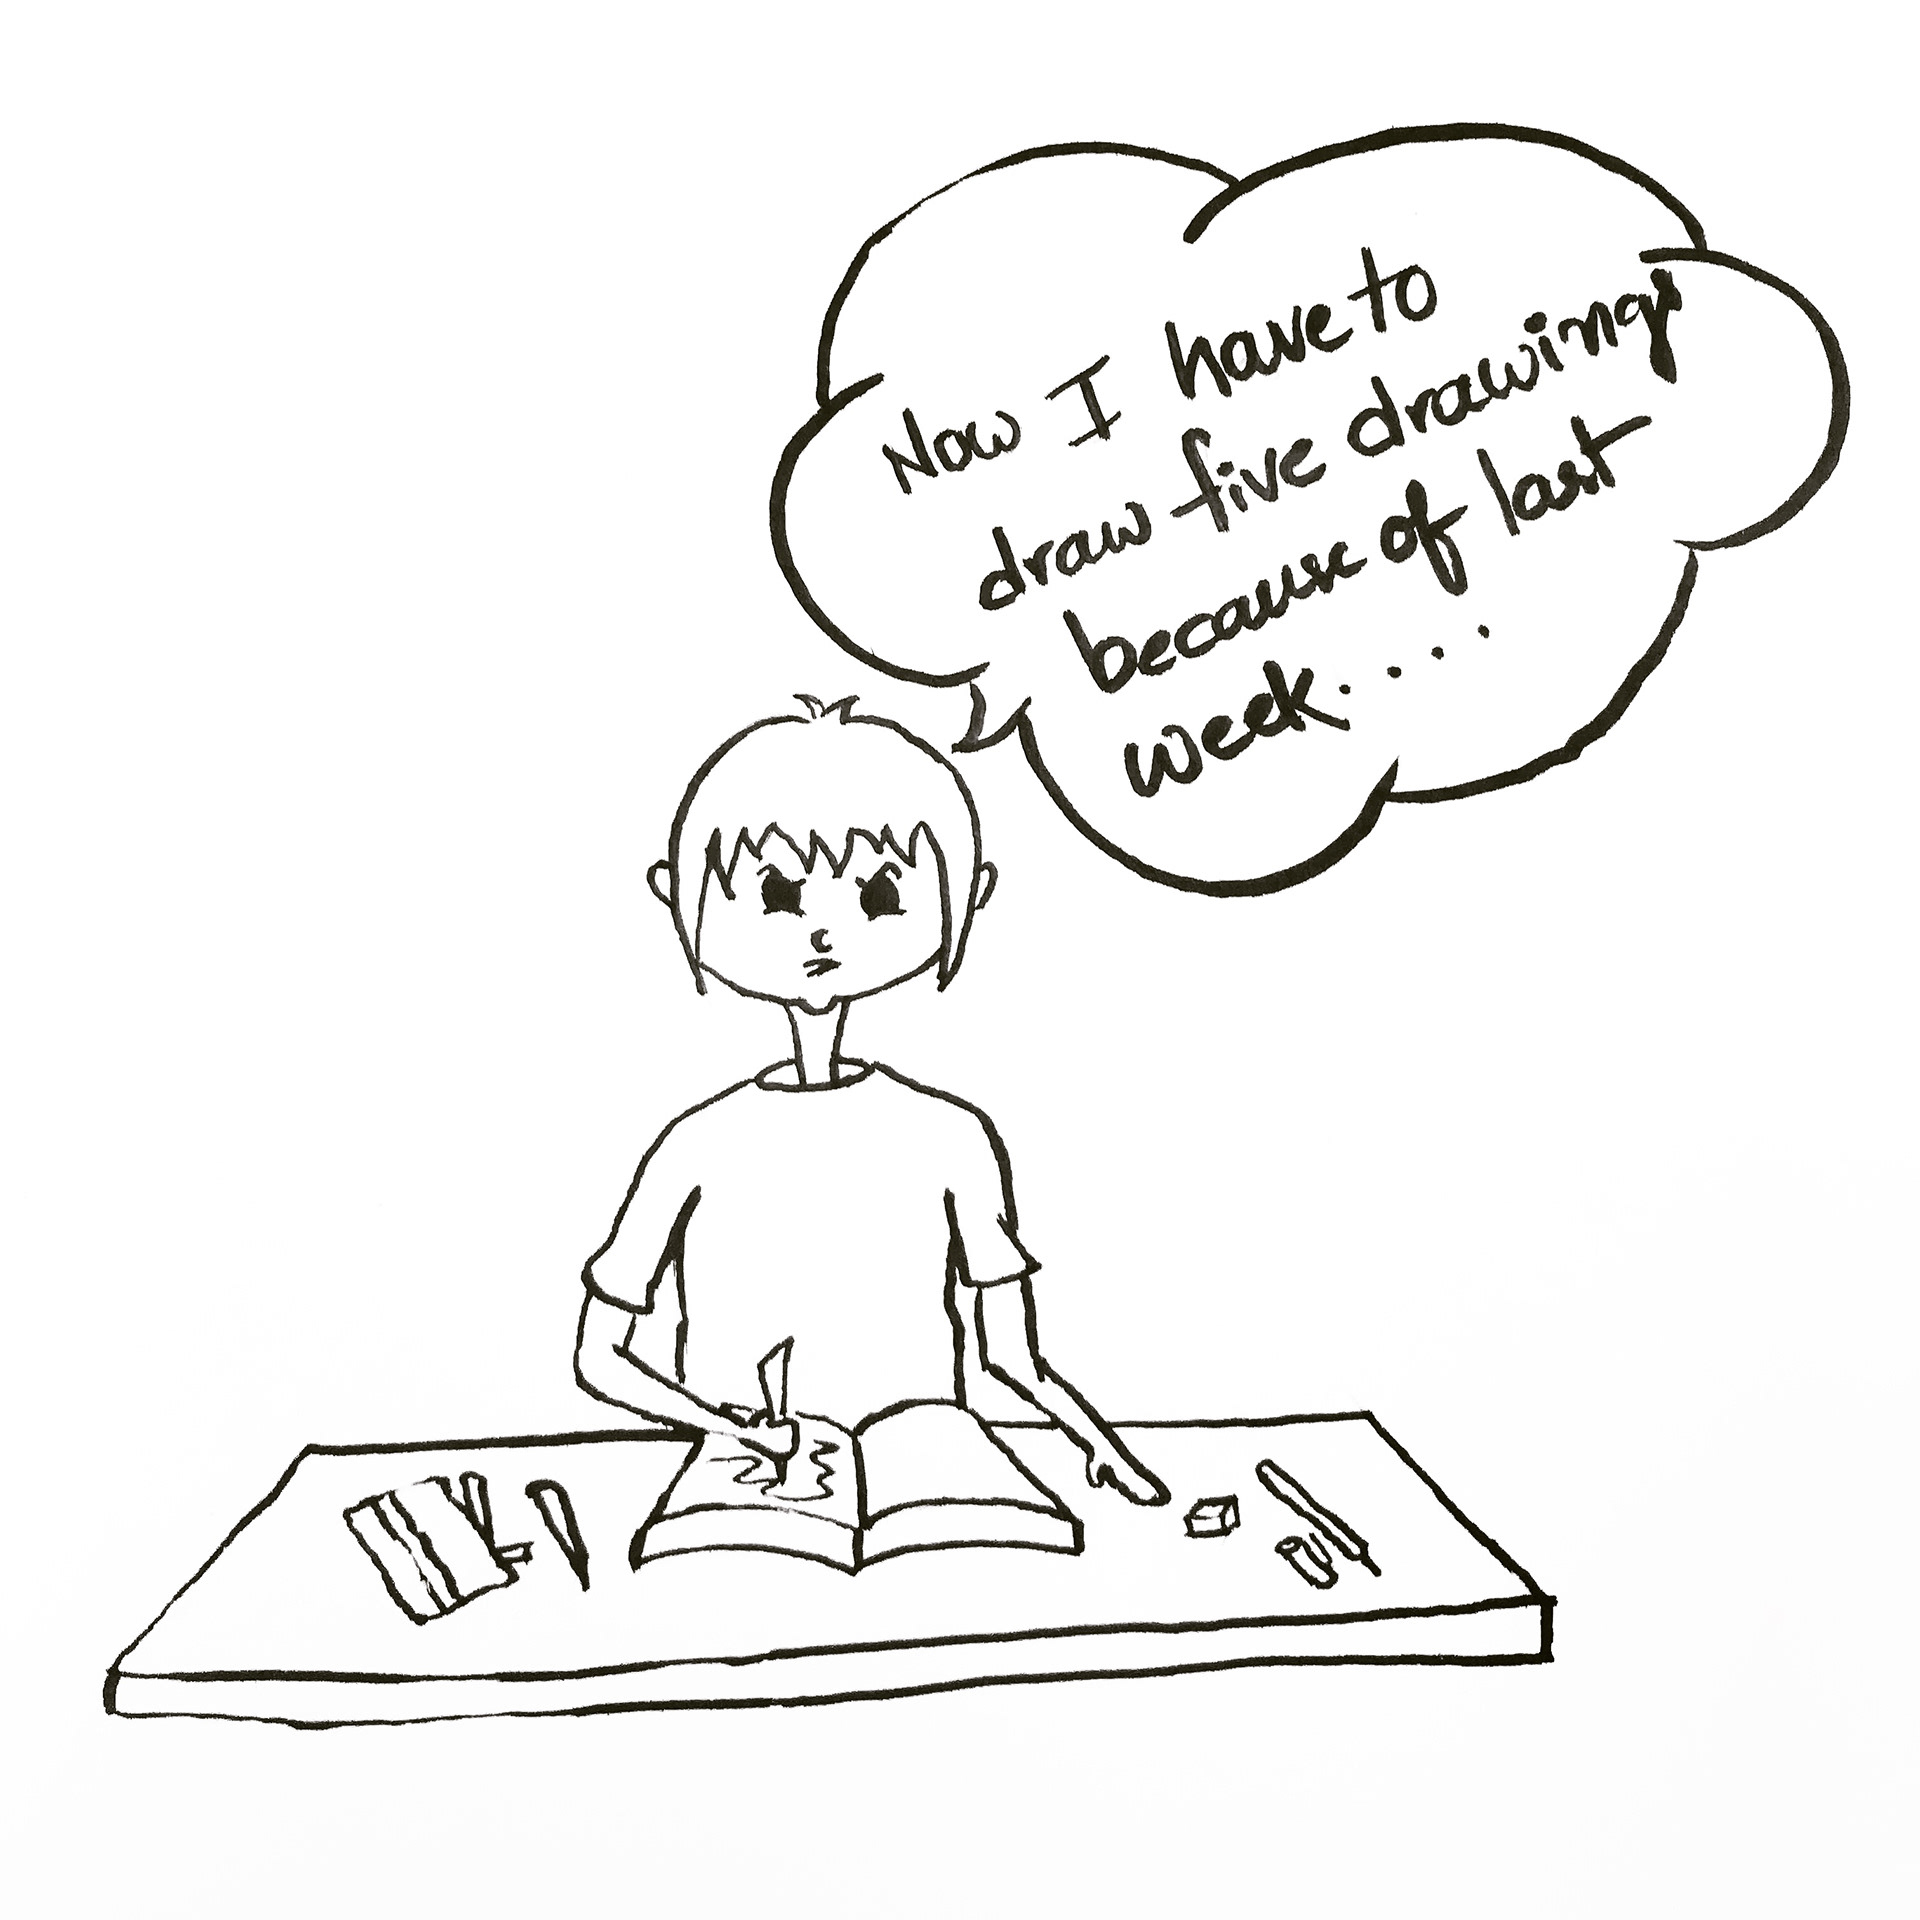 Now I have to
draw five drawings
because of last
week. . . .